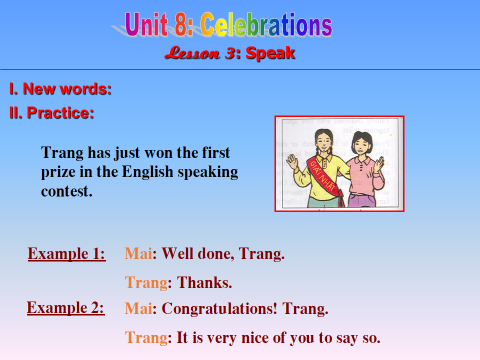 Unit 8: Celebrations
Lesson 3: Speak
I. New words:
II. Practice:
Trang has just won the first
prize in the English speaking
contest.
GIẢI NHẤT
Example 1: Mai: Well done, Trang.
Trang: Thanks.
Example 2: Mai: Congratulations! Trang.
Trang: It is very nice of you to say so.